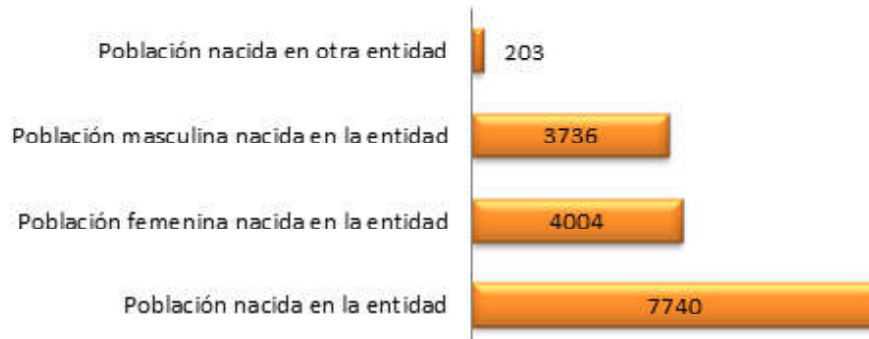 Población nacida en otra entidad 203
Población masculina nacida en la entidad 3736
Población femenina nacida en la entidad 4004
Población nacida en la entidad 7740